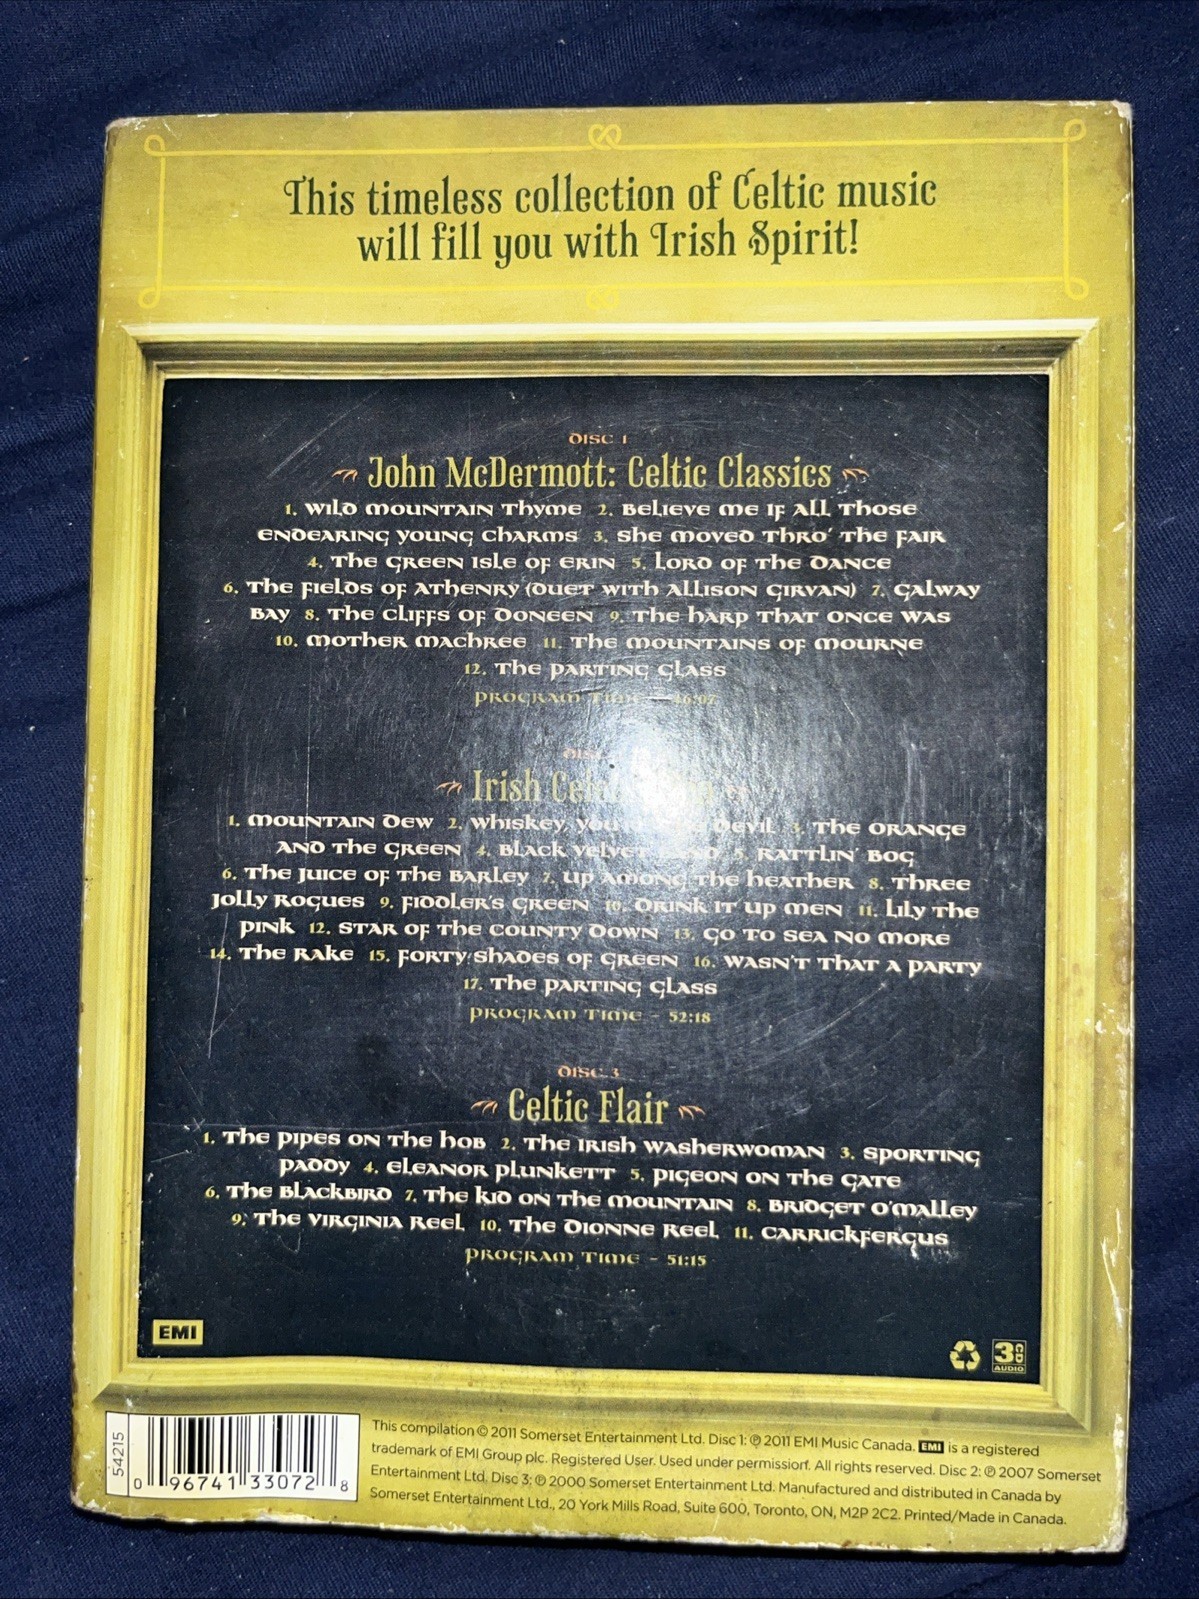 This timeless collection of Celtic music
will fill you with Irish Spirit!
DISC 1
John McDermott: Celtic Classics
1. Wild Mountain Thyme 2. Believe Me If All Those
Endearing Young Charms 3. She Moved Thro' The Fair
4. The Green Isle of Erin 5. Lord of the Dance
6. The Fields of Athenry (Duet with Allison Girvan) 7. Galway
Bay 8. The Cliffs of Doneen 9. The Harp That Once Was
10. Mother Machree 11. The Mountains of Mourne
12. The Parting Glass
Program Time - 46:07
Disc
Irish
1. Mountain Dew 2. Whiskey, Devil 3. The Orange
and the Green 4. Black Velvet Band 5. Rattlin' Bog
6. The Juice of the Barley 7. Up Among the Heather 8. Three
Jolly Rogues 9. Fiddler's Green 10. Drink It Up Men 11. Lily the
Pink 12. Star of the County Down 13. Go To Sea No More
14. The Rake 15. Forty Shades of Green 16. Wasn't That a Party
17. The Parting Glass
Program Time - 52:18
DISC 3
Celtic Flair
1. The Pipes on the Hob 2. The Irish Washerwoman 3. Sporting
Paddy 4. Eleanor Plunkett 5. Pigeon on the Gate
6. The Blackbird 7. The Kid on the Mountain 8. Bridget O'Malley
9. The Virginia Reel 10. The Dionne Reel 11. Carrickfergus
Program Time - 51:15
EMI
3 CD AUDIO
54215
0 96741 33072 8
This compilation © 2011 Somerset Entertainment Ltd. Disc 1: ℗ 2011 EMI Music Canada. EMI is a registered
trademark of EMI Group plc. Registered User. Used under permission. All rights reserved. Disc 2: ℗ 2007 Somerset
Entertainment Ltd. Disc 3: ℗ 2000 Somerset Entertainment Ltd. Manufactured and distributed in Canada by
Somerset Entertainment Ltd., 20 York Mills Road, Suite 600, Toronto, ON, M2P 2C2. Printed/Made in Canada.